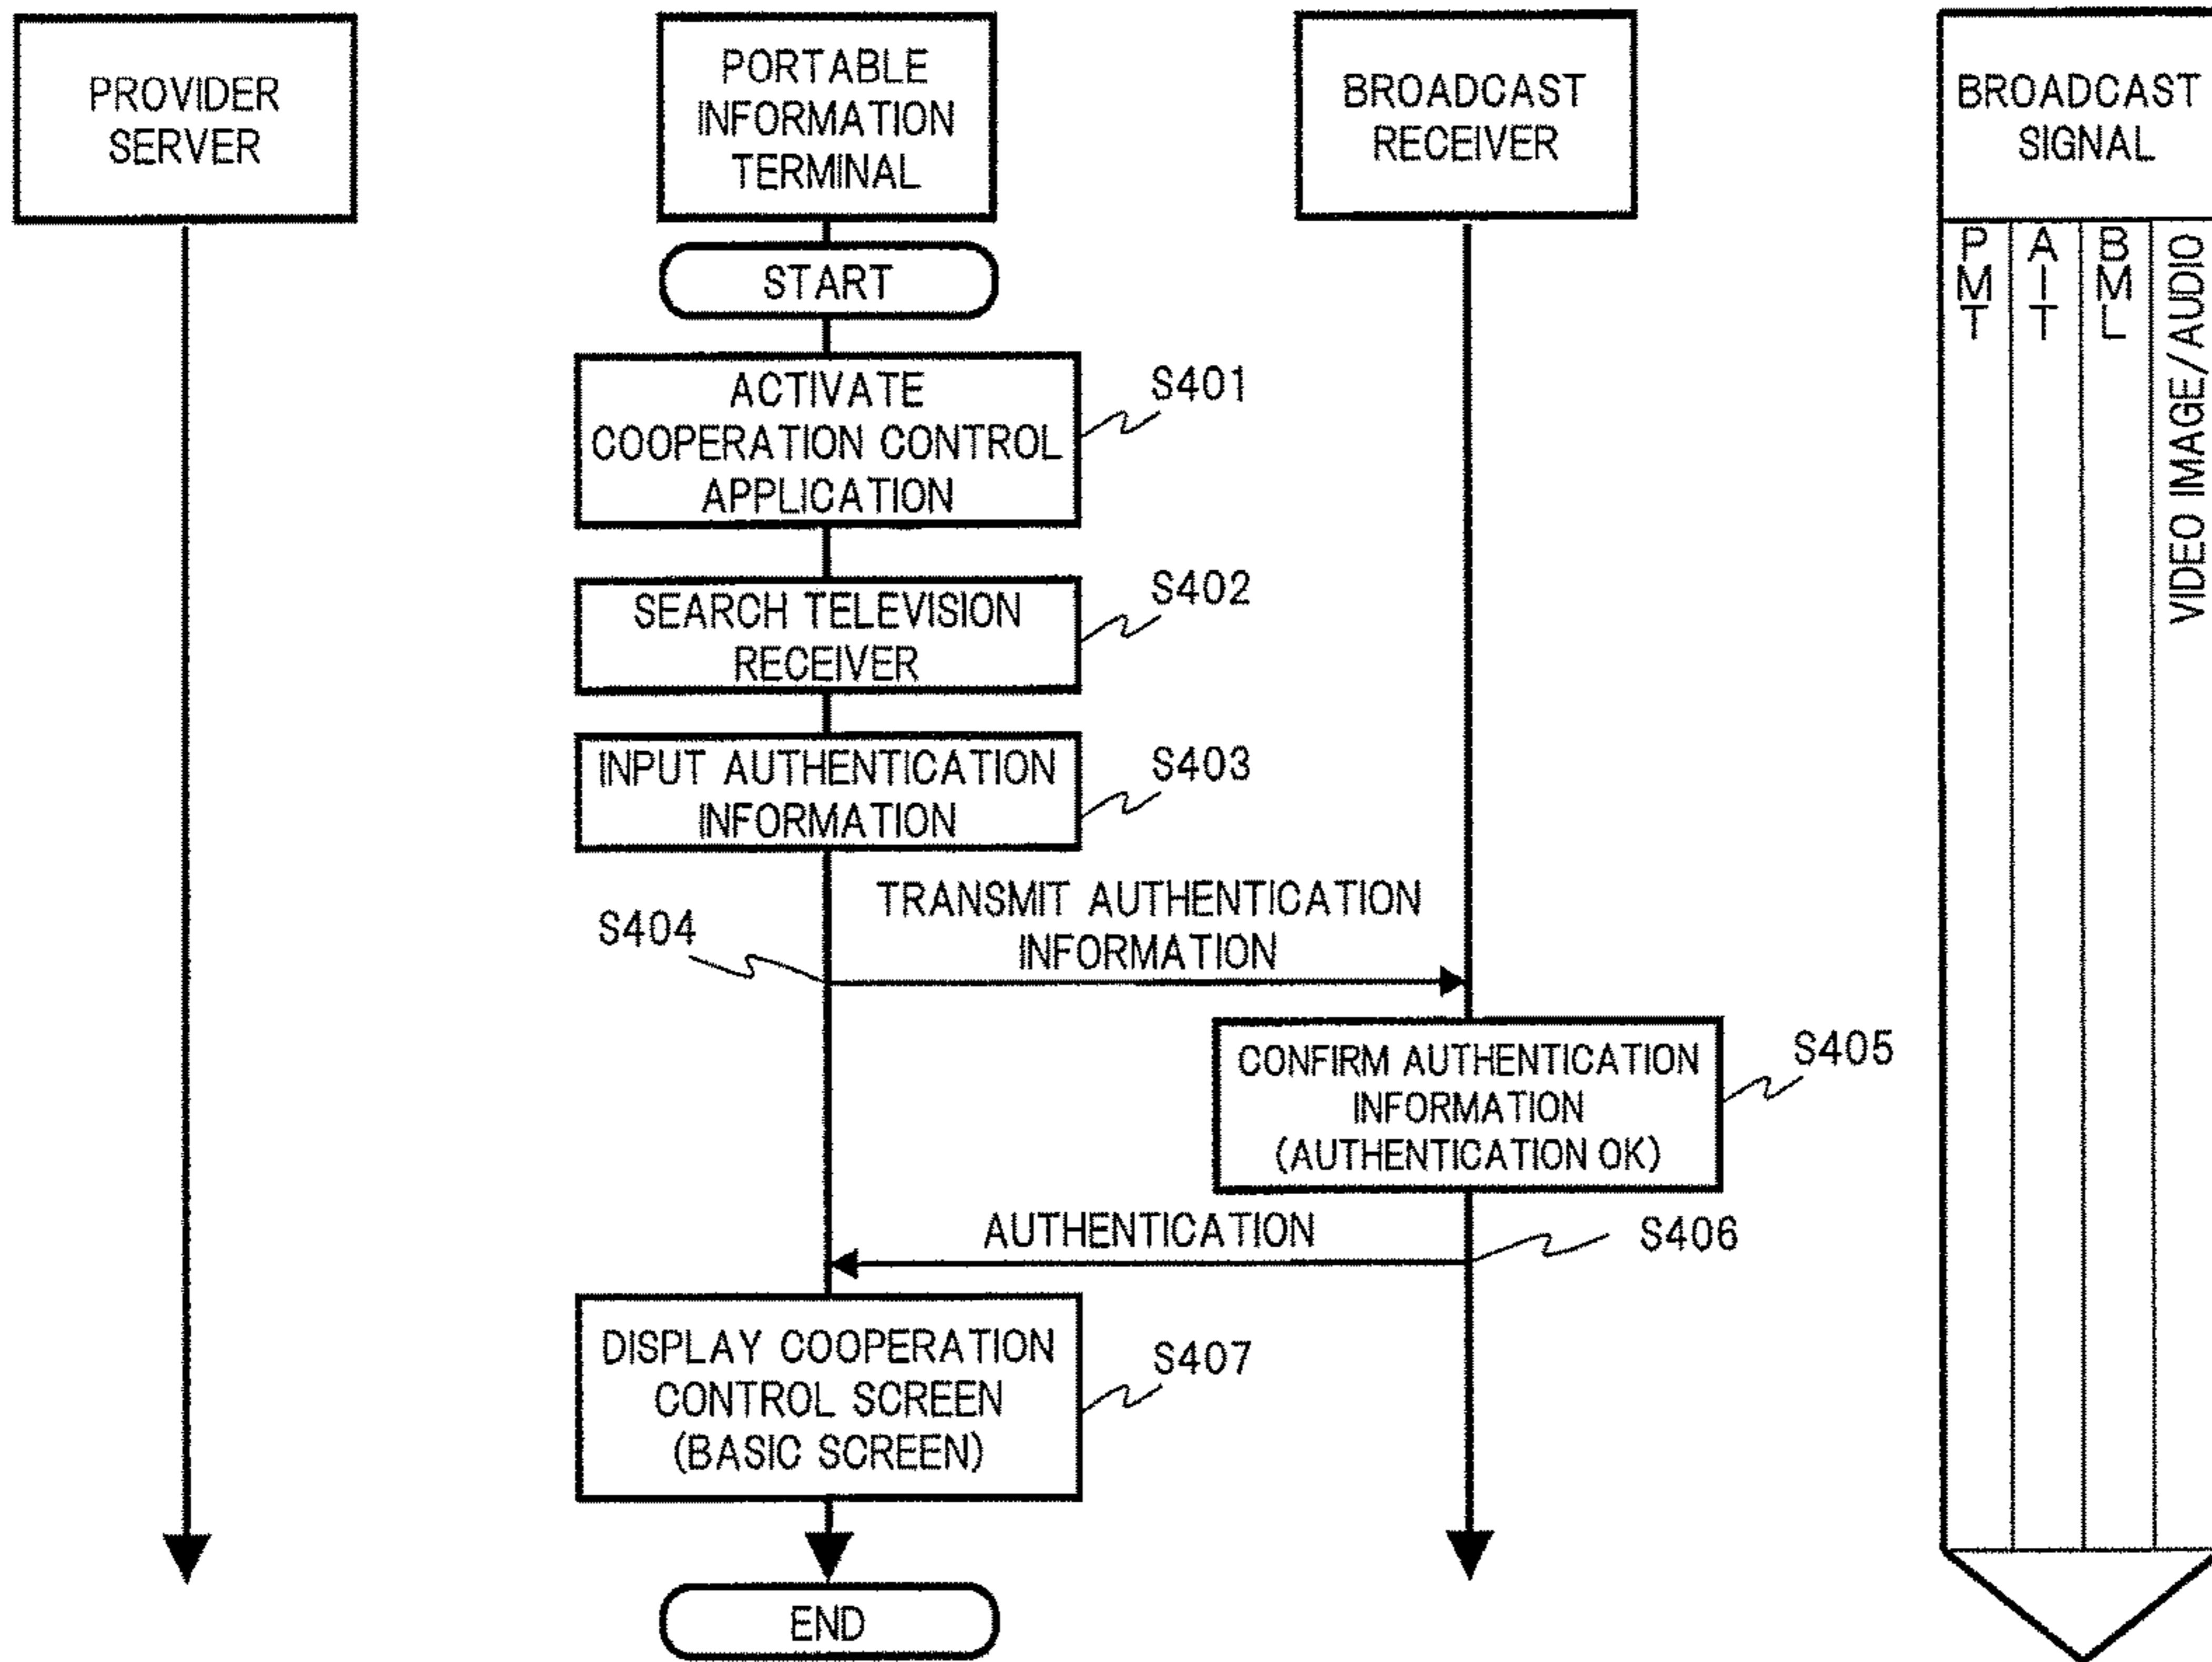 PROVIDER
SERVER
PORTABLE
INFORMATION
TERMINAL
BROADCAST
RECEIVER
BROADCAST
SIGNAL
PMT
AIT
BML
VIDEO IMAGE/AUDIO
START
ACTIVATE
COOPERATION CONTROL
APPLICATION
S401
SEARCH TELEVISION
RECEIVER
S402
INPUT AUTHENTICATION
INFORMATION
S403
TRANSMIT AUTHENTICATION
INFORMATION
S404
CONFIRM AUTHENTICATION
INFORMATION
(AUTHENTICATION OK)
S405
AUTHENTICATION
S406
DISPLAY COOPERATION
CONTROL SCREEN
(BASIC SCREEN)
S407
END